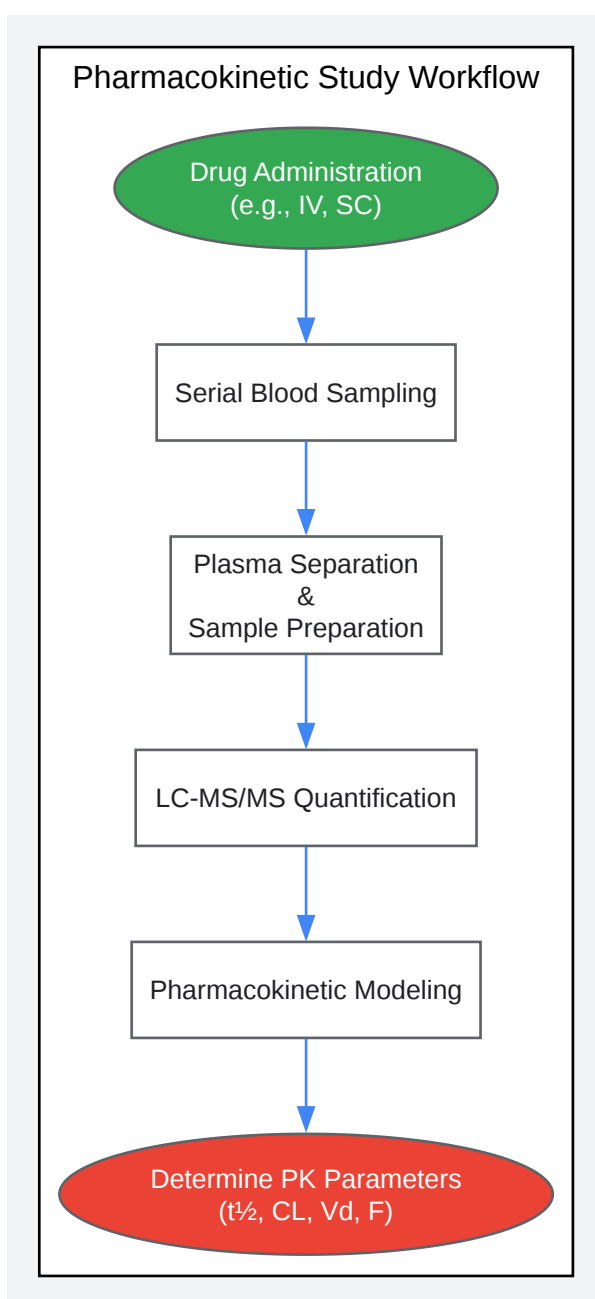 Pharmacokinetic Study Workflow
Drug Administration
(e.g., IV, SC)
Serial Blood Sampling
Plasma Separation
&
Sample Preparation
LC-MS/MS Quantification
Pharmacokinetic Modeling
Determine PK Parameters
(t½, CL, Vd, F)